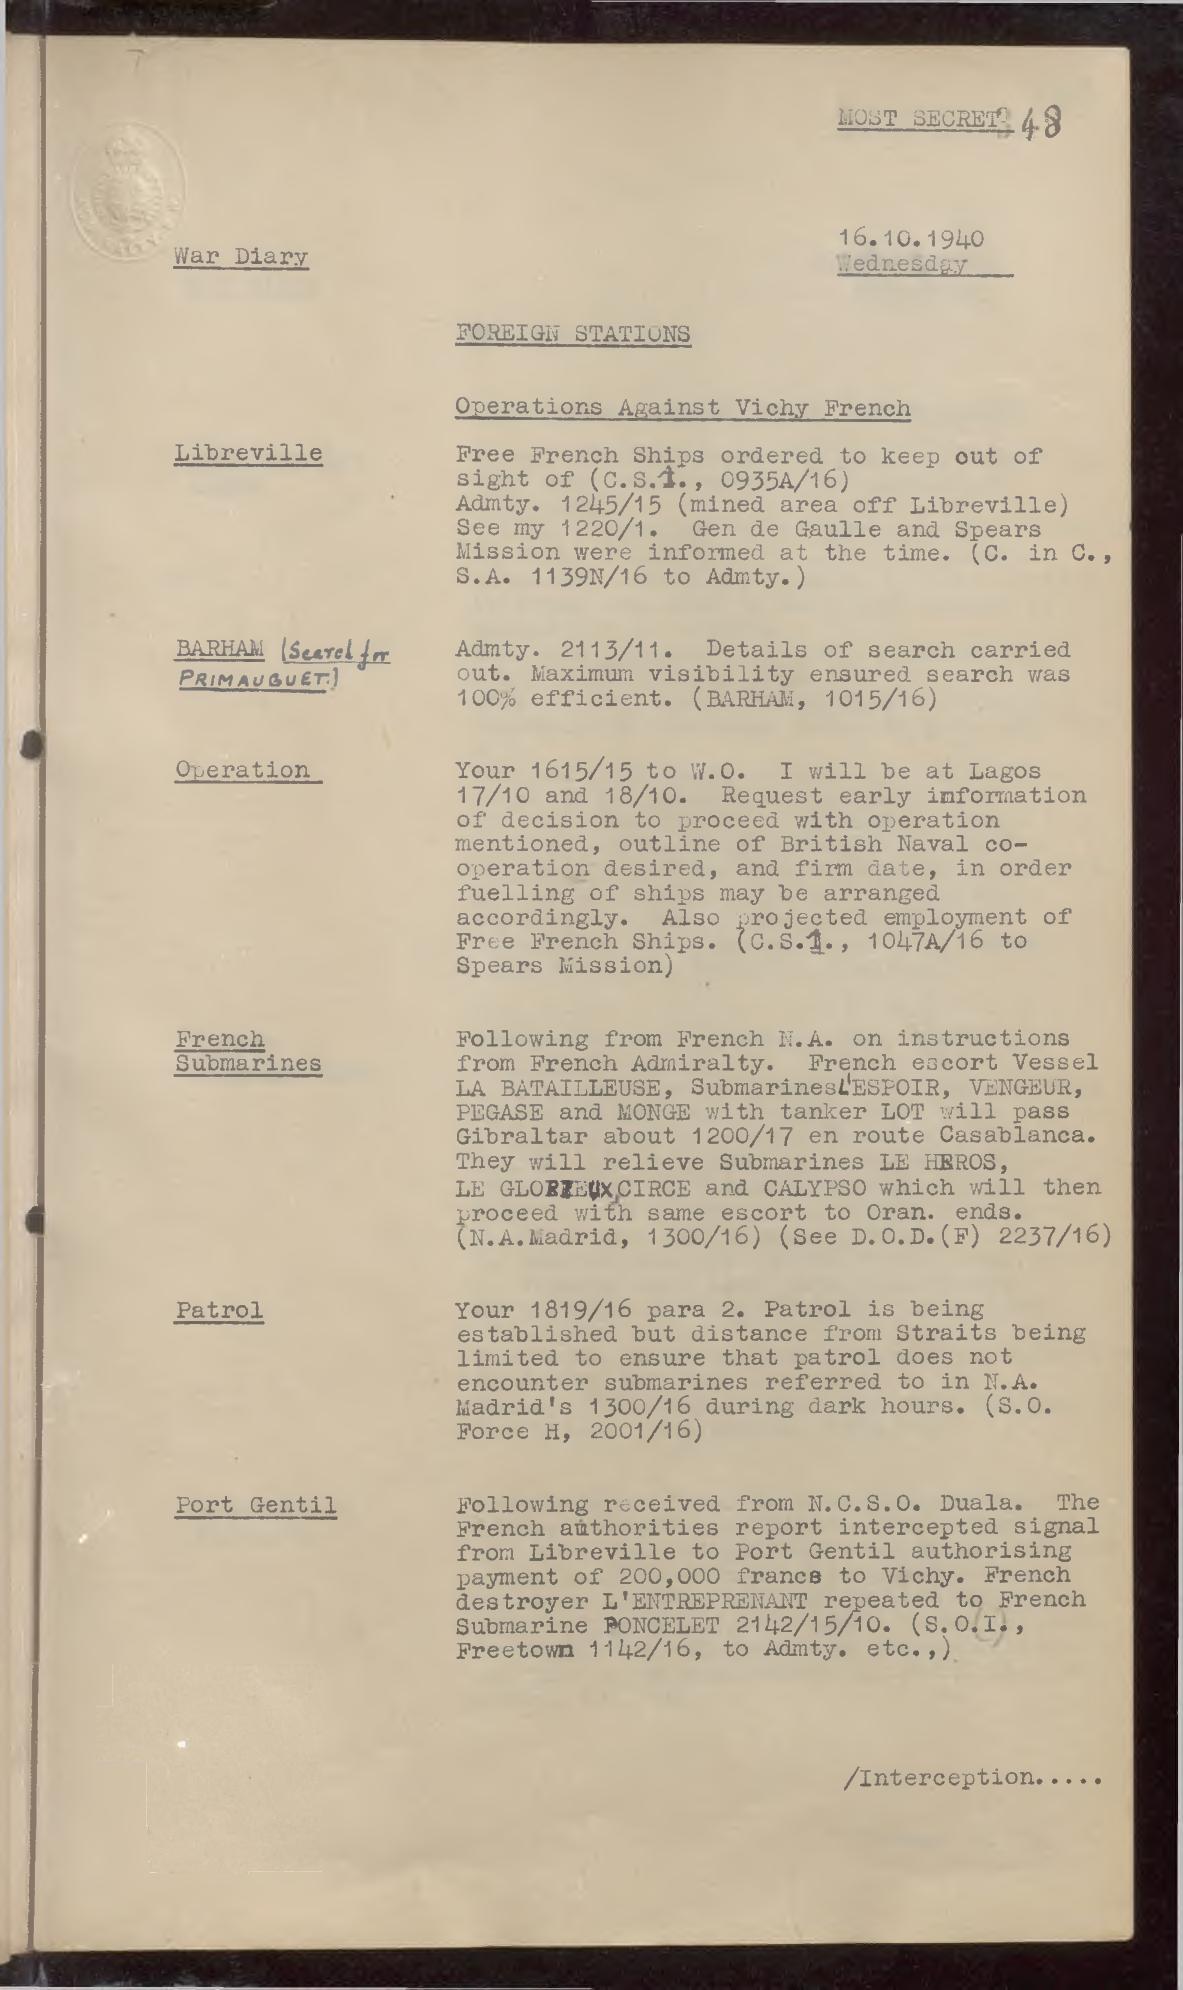 MOST SECRET 348
16.10.1940
War Diary
Wednesday
FOREIGN STATIONS
Operations Against Vichy French
Libreville
Free French Ships ordered to keep out of
sight of (C.S.1., 0935A/16)
Admty. 1245/15 (mined area off Libreville)
See my 1220/1. Gen de Gaulle and Spears
Mission were informed at the time. (C. in C.,
S.A. 1139N/16 to Admty.)
BARHAM (Search for
PRIMAUGUET.)
Admty. 2113/11. Details of search carried
out. Maximum visibility ensured search was
100% efficient. (BARHAM, 1015/16)
Operation
Your 1615/15 to W.O. I will be at Lagos
17/10 and 18/10. Request early information
of decision to proceed with operation
mentioned, outline of British Naval co-
operation desired, and firm date, in order
fuelling of ships may be arranged
accordingly. Also projected employment of
Free French Ships. (C.S.1., 1047A/16 to
Spears Mission)
French
Submarines
Following from French N.A. on instructions
from French Admiralty. French escort Vessel
LA BATAILLEUSE, Submarines L'ESPOIR, VENGEUR,
PEGASE and MONGE with tanker LOT will pass
Gibraltar about 1200/17 en route Casablanca.
They will relieve Submarines LE HEROS,
LE GLORIEUX, CIRCE and CALYPSO which will then
proceed with same escort to Oran. ends.
(N.A.Madrid, 1300/16) (See D.O.D.(F) 2237/16)
Patrol
Your 1819/16 para 2. Patrol is being
established but distance from Straits being
limited to ensure that patrol does not
encounter submarines referred to in N.A.
Madrid's 1300/16 during dark hours. (S.O.
Force H, 2001/16)
Port Gentil
Following received from N.C.S.O. Duala. The
French authorities report intercepted signal
from Libreville to Port Gentil authorising
payment of 200,000 francs to Vichy. French
destroyer L'ENTREPRENANT repeated to French
Submarine PONCELET 2142/15/10. (S.O.(I).,
Freetown 1142/16, to Admty. etc.,)
/Interception.....